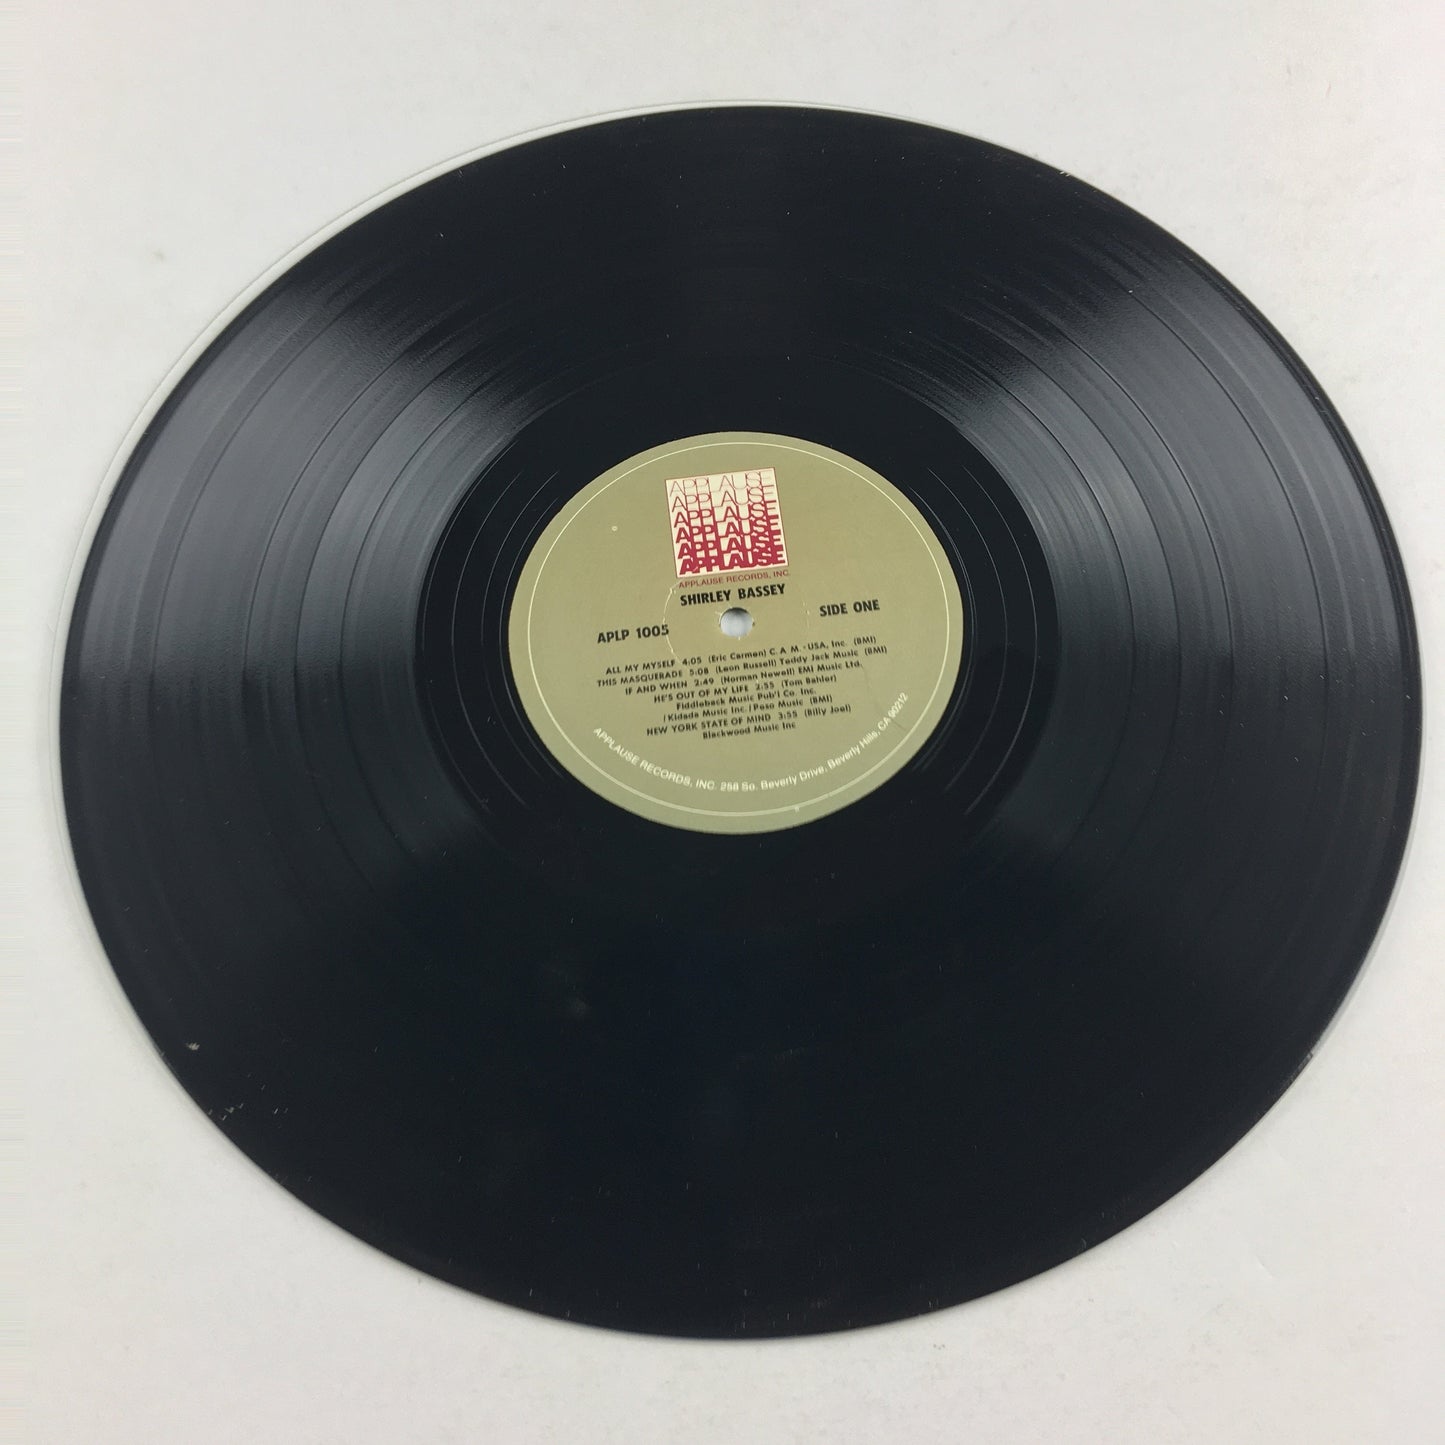 APPLAUSE
APPLAUSE
APPLAUSE
APPLAUSE
APPLAUSE
APPLAUSE
APPLAUSE RECORDS, INC.
SHIRLEY BASSEY
APLP 1005
SIDE ONE
ALL MY MYSELF 4:05 (Eric Carmen) C. A M. - USA, Inc. (BMI)
THIS MASQUERADE 5:08 (Leon Russell) Teddy Jack Music (BMI)
IF AND WHEN 2:49 (Norman Newell) EMI Music Ltd.
HE'S OUT OF MY LIFE 2:55 (Tom Bahler)
Fiddleback Music Pub'l Co. Inc.
/Kidada Music Inc./Poso Music (BMI)
NEW YORK STATE OF MIND 3:55 (Billy Joel)
Blackwood Music Inc
APPLAUSE RECORDS, INC. 258 So. Beverly Drive, Beverly Hills, CA 90212